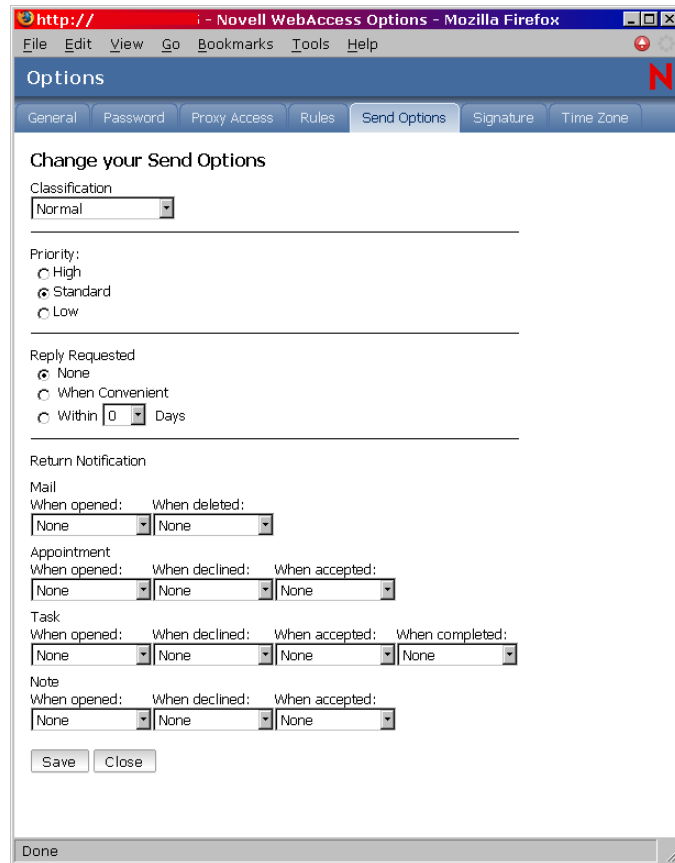 http:// - Novell WebAccess Options - Mozilla Firefox
File Edit View Go Bookmarks Tools Help
Options
N
General Password Proxy Access Rules Send Options Signature Time Zone
Change your Send Options
Classification
Normal
Priority:
High
Standard
Low
Reply Requested
None
When Convenient
Within 0 Days
Return Notification
Mail
When opened: When deleted:
None None
Appointment
When opened: When declined: When accepted:
None None None
Task
When opened: When declined: When accepted: When completed:
None None None None
Note
When opened: When declined: When accepted:
None None None
Save Close
Done